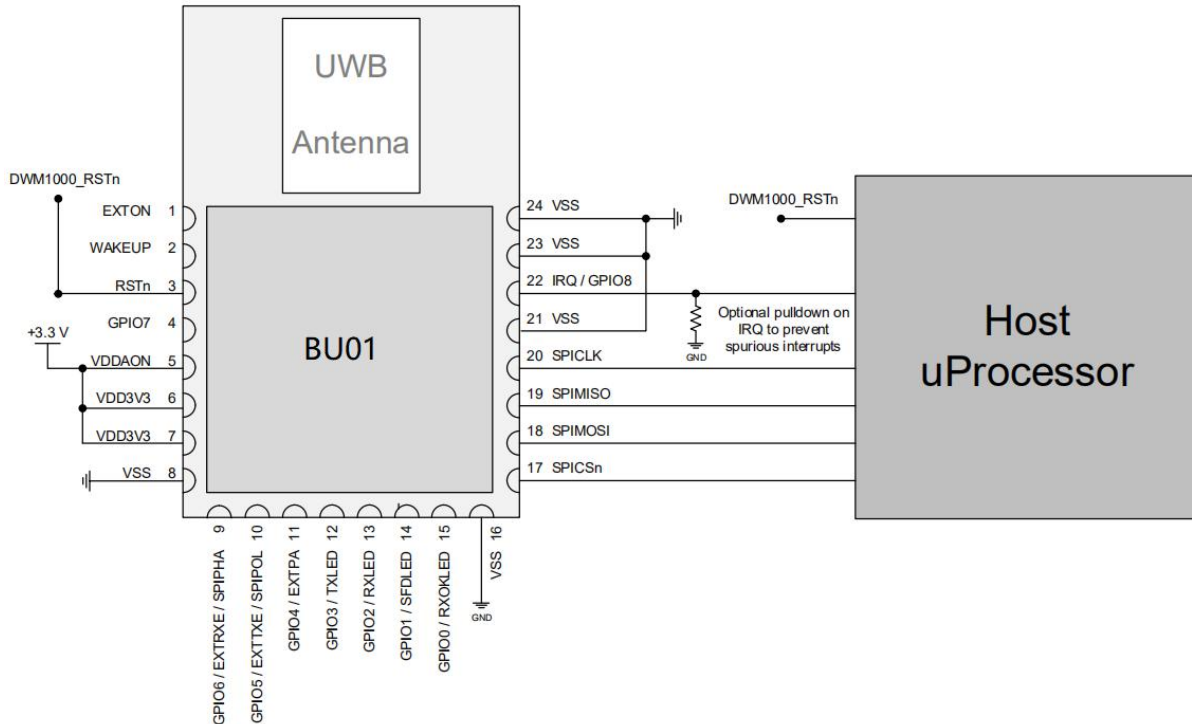 UWB
Antenna
DWM1000_RSTn
EXTON 1
WAKEUP 2
RSTn 3
GPIO7 4
+3.3 V
VDDAON 5
VDD3V3 6
VDD3V3 7
VSS 8
BU01
24 VSS
23 VSS
22 IRQ / GPIO8
21 VSS
20 SPICLK
19 SPIMISO
18 SPIMOSI
17 SPICSn
GPIO6 / EXTRXE / SPIPHA 9
GPIO5 / EXTTXE / SPIPOL 10
GPIO4 / EXTPA 11
GPIO3 / TXLED 12
GPIO2 / RXLED 13
GPIO1 / SFDLED 14
GPIO0 / RXOKLED 15
VSS 16
GND
DWM1000_RSTn
Optional pulldown on
IRQ to prevent
spurious interrupts
GND
Host
uProcessor